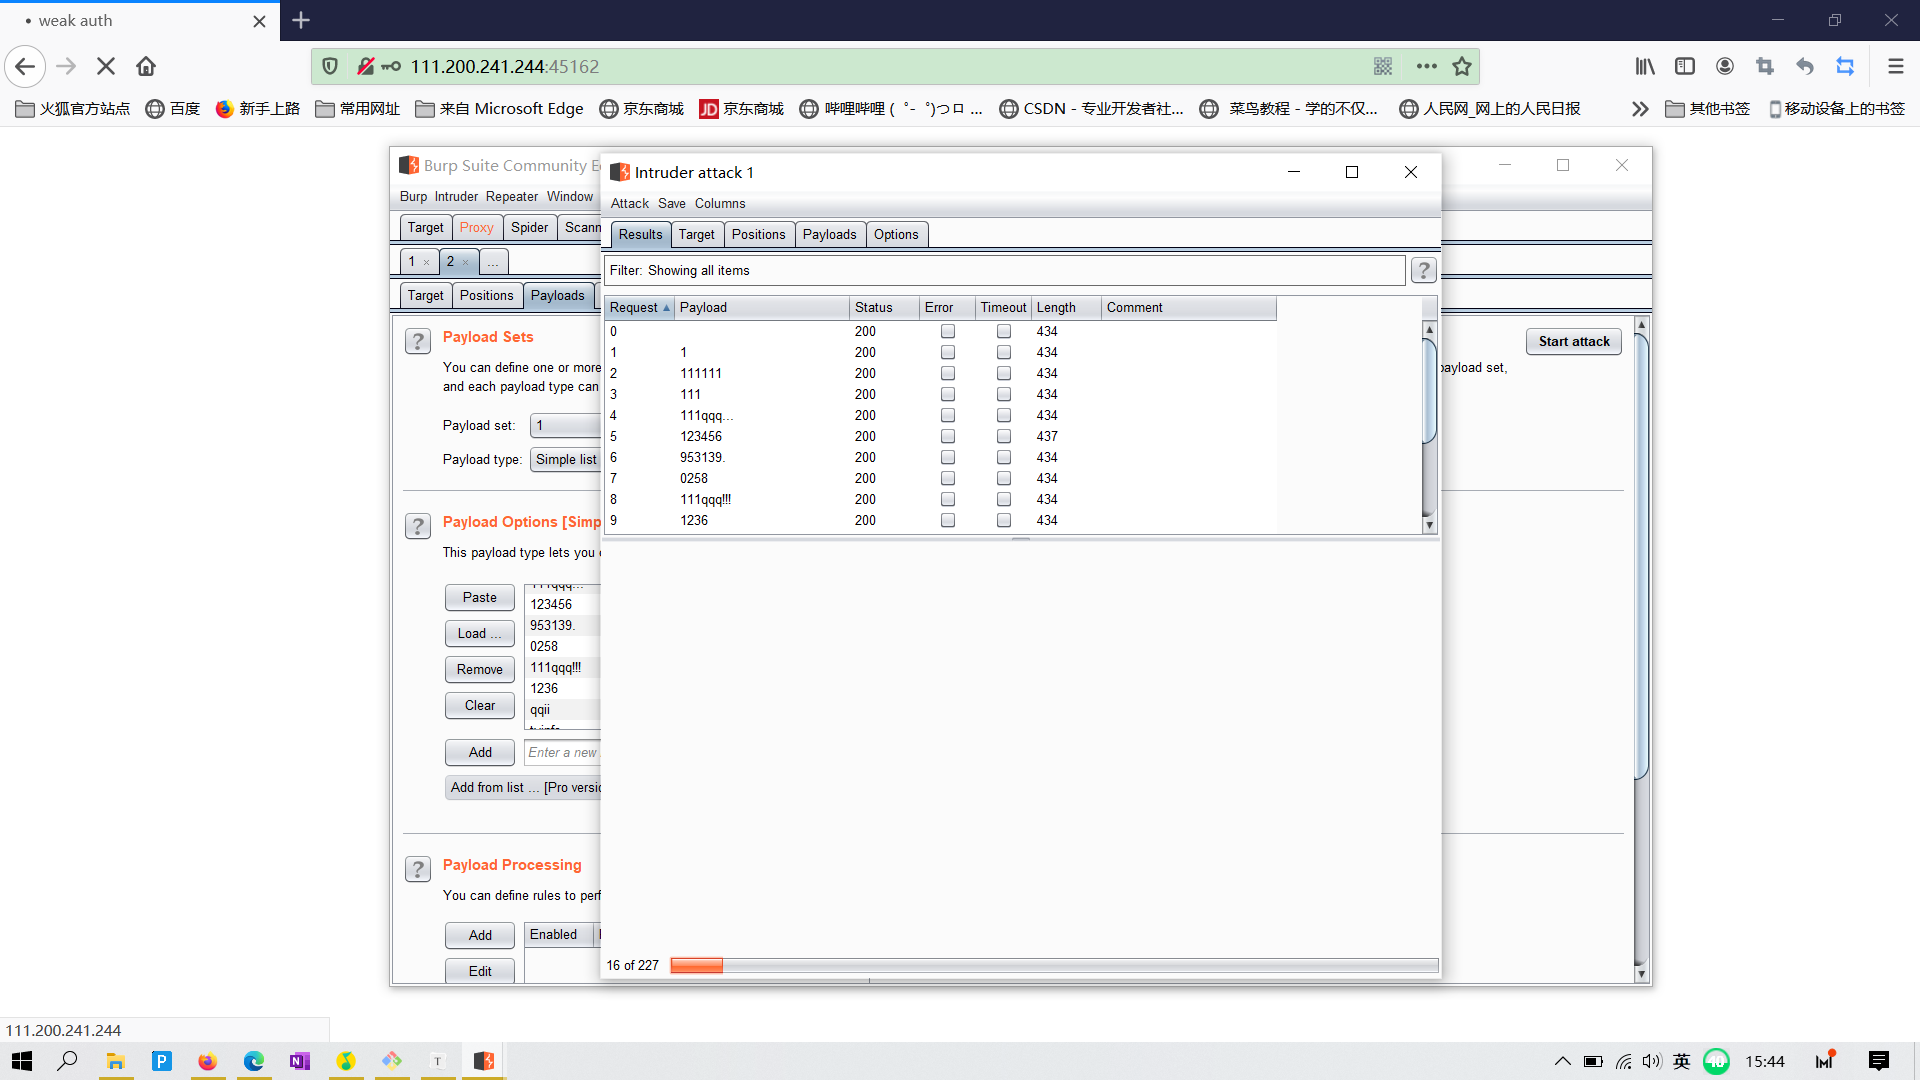 weak auth
111.200.241.244:45162
火狐官方站点 百度 新手上路 常用网址 来自 Microsoft Edge 京东商城 JD 京东商城 哔哩哔哩 ( ゜- ゜)つロ ... CSDN - 专业开发者社... 菜鸟教程 - 学的不仅... 人民网_网上的人民日报 其他书签 移动设备上的书签
Burp Suite Community E
Burp Intruder Repeater Window
Target Proxy Spider Scann
1 × 2 × ...
Target Positions Payloads
? Payload Sets
Start attack
You can define one or more
payload set,
and each payload type can
Payload set: 1
Payload type: Simple list
? Payload Options [Simp
This payload type lets you
Paste
Load ...
Remove
Clear
111qqq...
123456
953139.
0258
111qqq!!!
1236
qqii
Add Enter a new
Add from list ... [Pro versio
? Payload Processing
You can define rules to perf
Add Enabled
Edit
Intruder attack 1
Attack Save Columns
Results Target Positions Payloads Options
Filter: Showing all items ?
Request Payload Status Error Timeout Length Comment
0 200 434
1 1 200 434
2 111111 200 434
3 111 200 434
4 111qqq... 200 434
5 123456 200 437
6 953139. 200 434
7 0258 200 434
8 111qqq!!! 200 434
9 1236 200 434
16 of 227
111.200.241.244
P N T 英 40 15:44